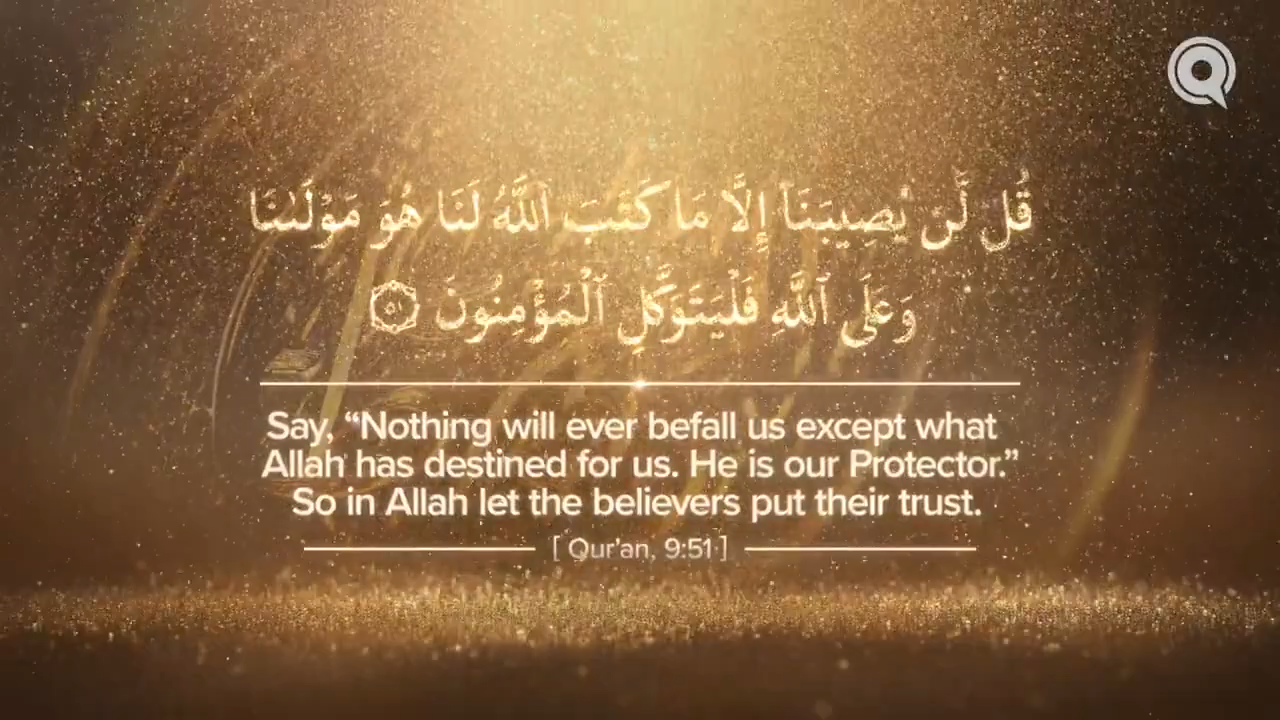 قُل لَّن يُصِيبَنَآ إِلَّا مَا كَتَبَ ٱللَّهُ لَنَا هُوَ مَوْلَىٰنَا
وَعَلَى ٱللَّهِ فَلْيَتَوَكَّلِ ٱلْمُؤْمِنُونَ ٥١
Say, “Nothing will ever befall us except what
Allah has destined for us. He is our Protector.”
So in Allah let the believers put their trust.
[ Qur’an, 9:51 ]